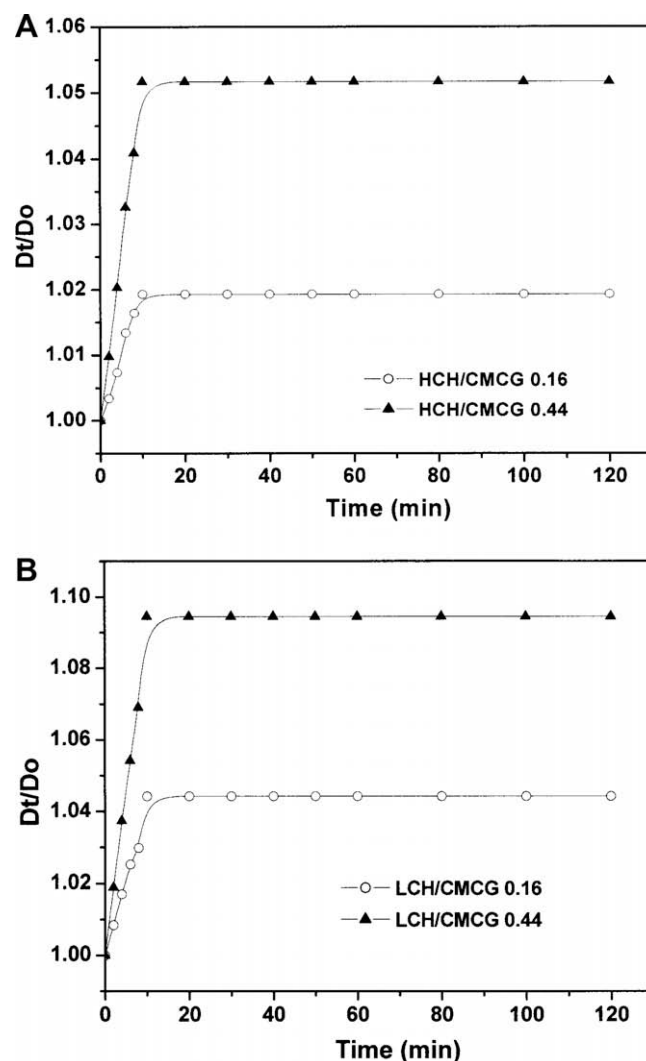 A
1.06
1.05
1.04
1.03
1.02
1.01
1.00
Dt/Do
HCH/CMCG 0.16
HCH/CMCG 0.44
0 20 40 60 80 100 120
Time (min)
B
1.10
1.08
1.06
1.04
1.02
1.00
Dt/Do
LCH/CMCG 0.16
LCH/CMCG 0.44
0 20 40 60 80 100 120
Time (min)